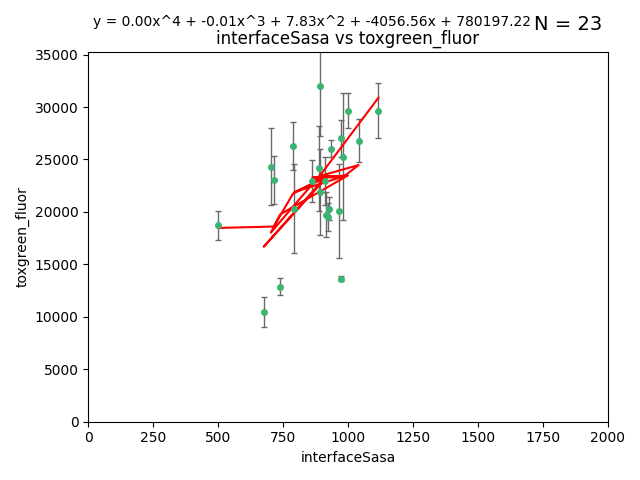 y = 0.00x^4 + -0.01x^3 + 7.83x^2 + -4056.56x + 780197.22 N = 23
interfaceSasa vs toxgreen_fluor
35000
30000
25000
20000
15000
10000
5000
0
toxgreen_fluor
0 250 500 750 1000 1250 1500 1750 2000
interfaceSasa